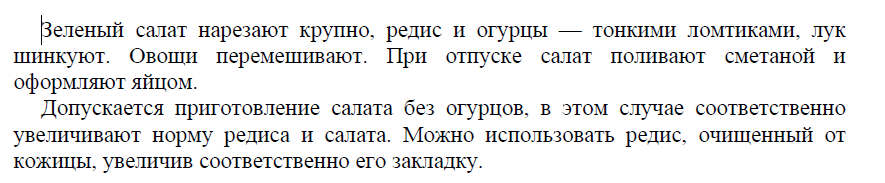 Зеленый салат нарезают крупно, редис и огурцы — тонкими ломтиками, лук
шинкуют. Овощи перемешивают. При отпуске салат поливают сметаной и
оформляют яйцом.
Допускается приготовление салата без огурцов, в этом случае соответственно
увеличивают норму редиса и салата. Можно использовать редис, очищенный от
кожицы, увеличив соответственно его закладку.